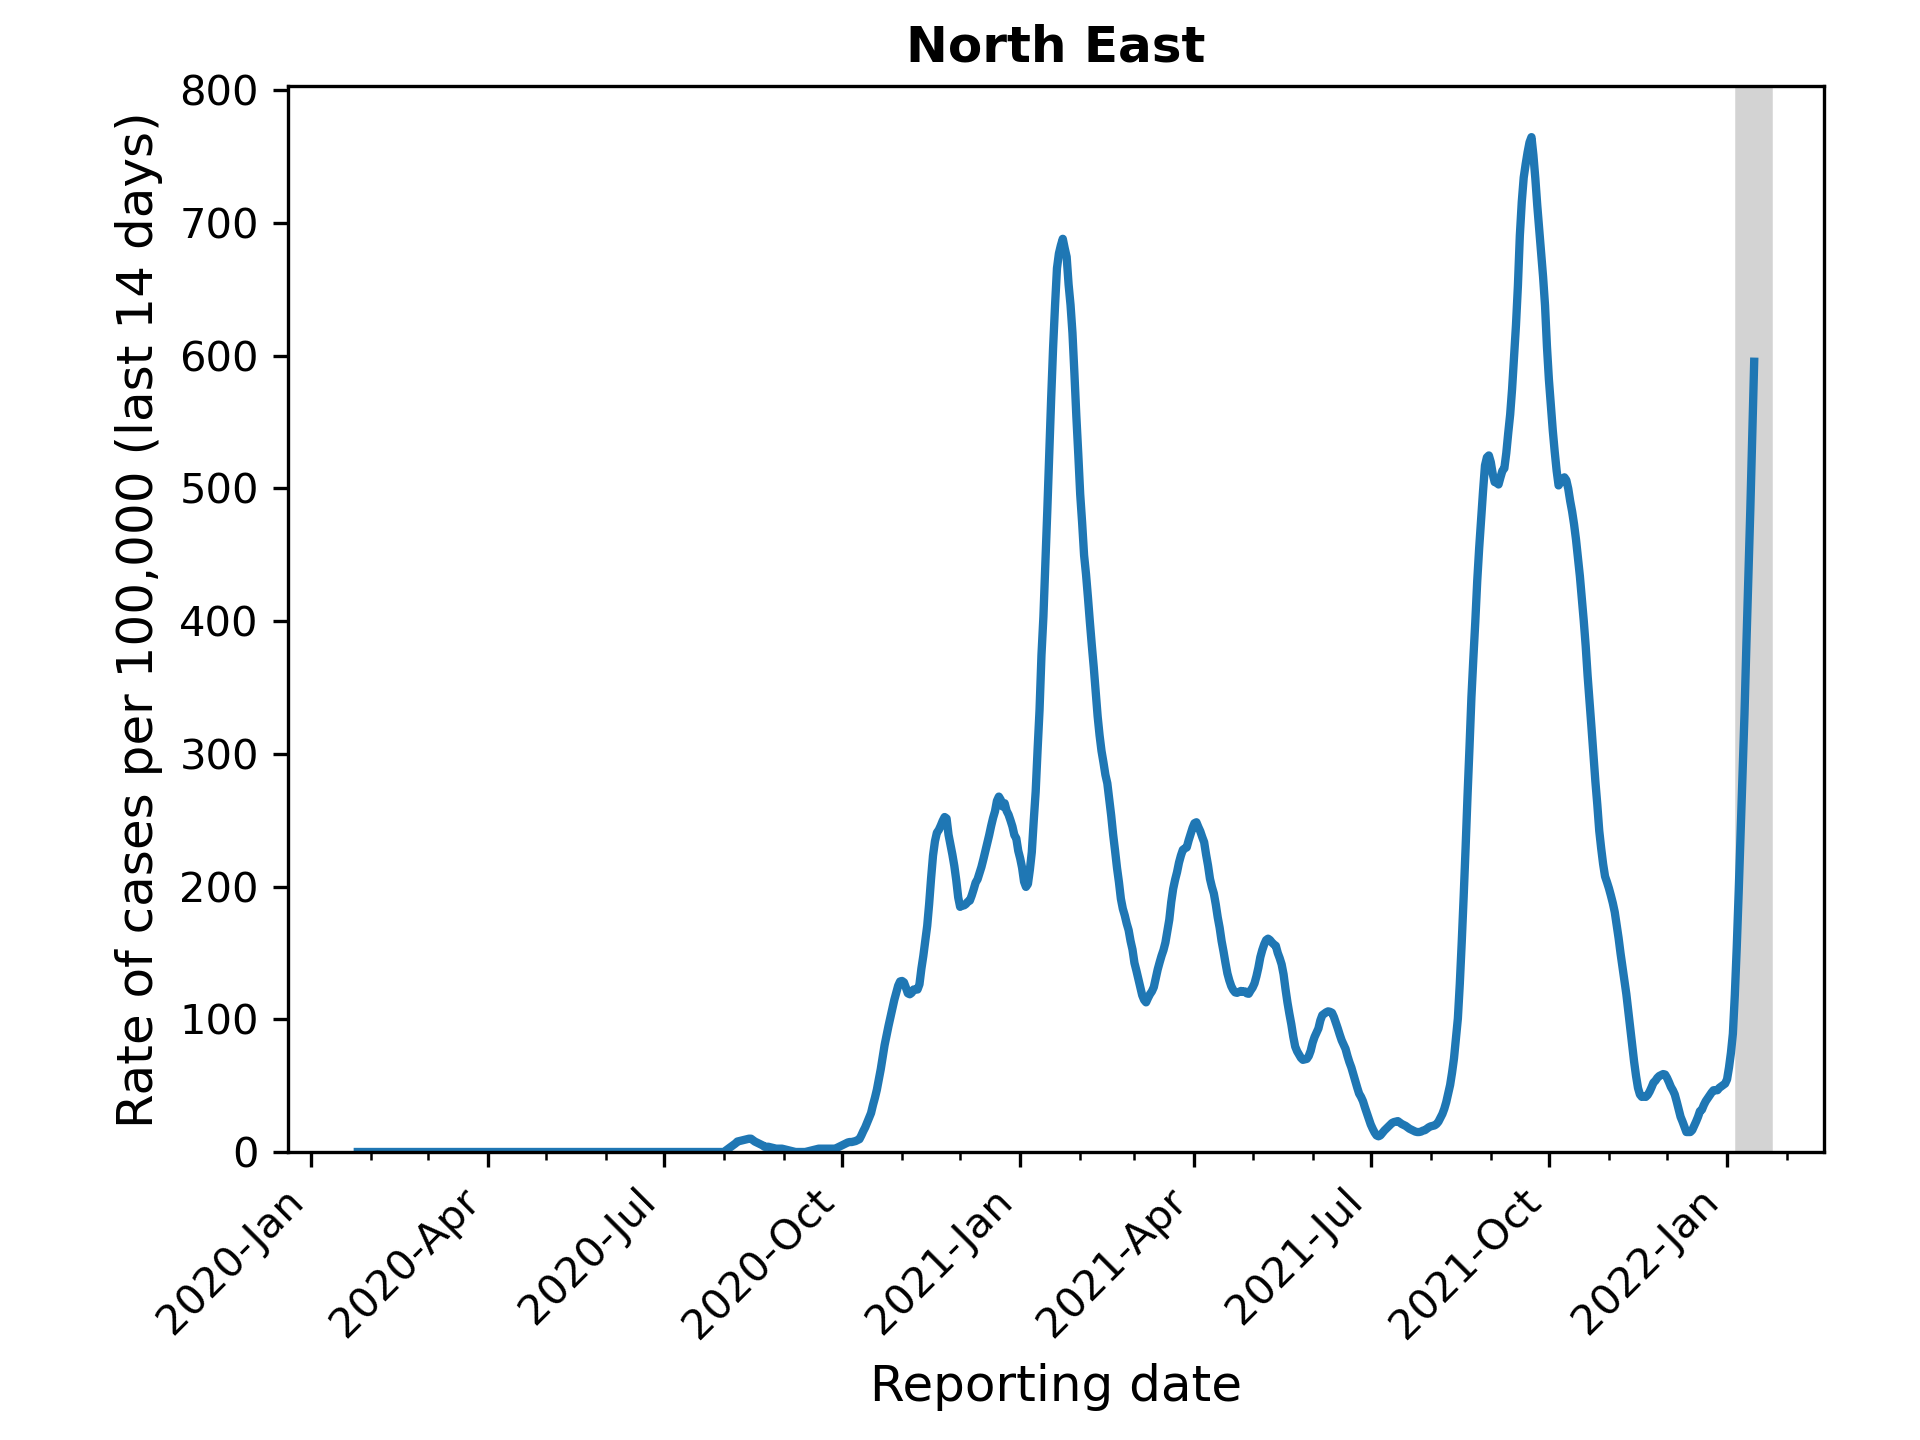 North East
Rate of cases per 100,000 (last 14 days)
800
700
600
500
400
300
200
100
0
2020-Jan
2020-Apr
2020-Jul
2020-Oct
2021-Jan
2021-Apr
2021-Jul
2021-Oct
2022-Jan
Reporting date